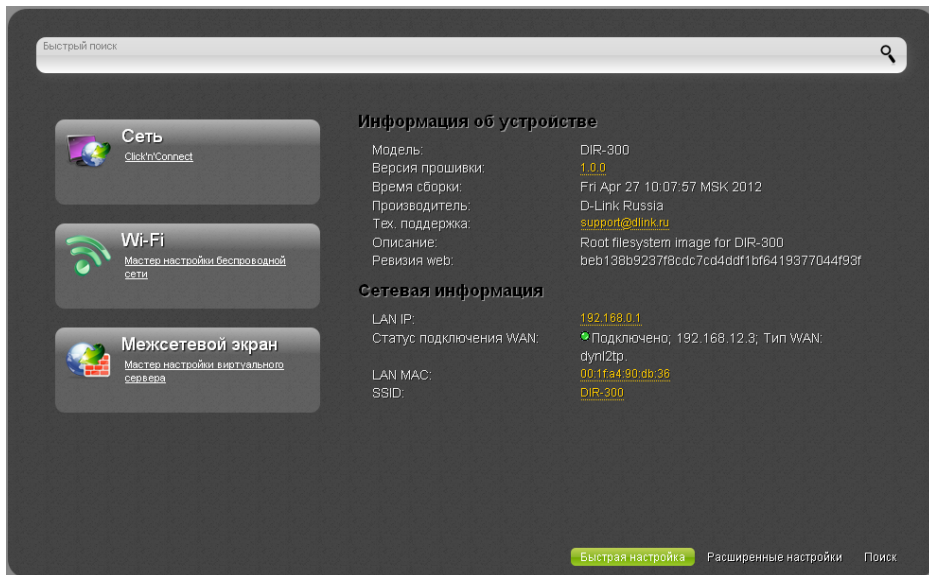 Быстрый поиск
Сеть
Click'n'Connect
Wi-Fi
Мастер настройки беспроводной
сети
Межсетевой экран
Мастер настройки виртуального
сервера
Информация об устройстве
Модель: DIR-300
Версия прошивки: 1.0.0
Время сборки: Fri Apr 27 10:07:57 MSK 2012
Производитель: D-Link Russia
Тех. поддержка: support@dlink.ru
Описание: Root filesystem image for DIR-300
Ревизия web: beb138b9237f8cdc7cd4ddf1bf6419377044f93f
Сетевая информация
LAN IP: 192.168.0.1
Статус подключения WAN: Подключено; 192.168.12.3; Тип WAN:
dynl2tp.
LAN MAC: 00:1f:a4:90:db:36
SSID: DIR-300
Быстрая настройка Расширенные настройки Поиск